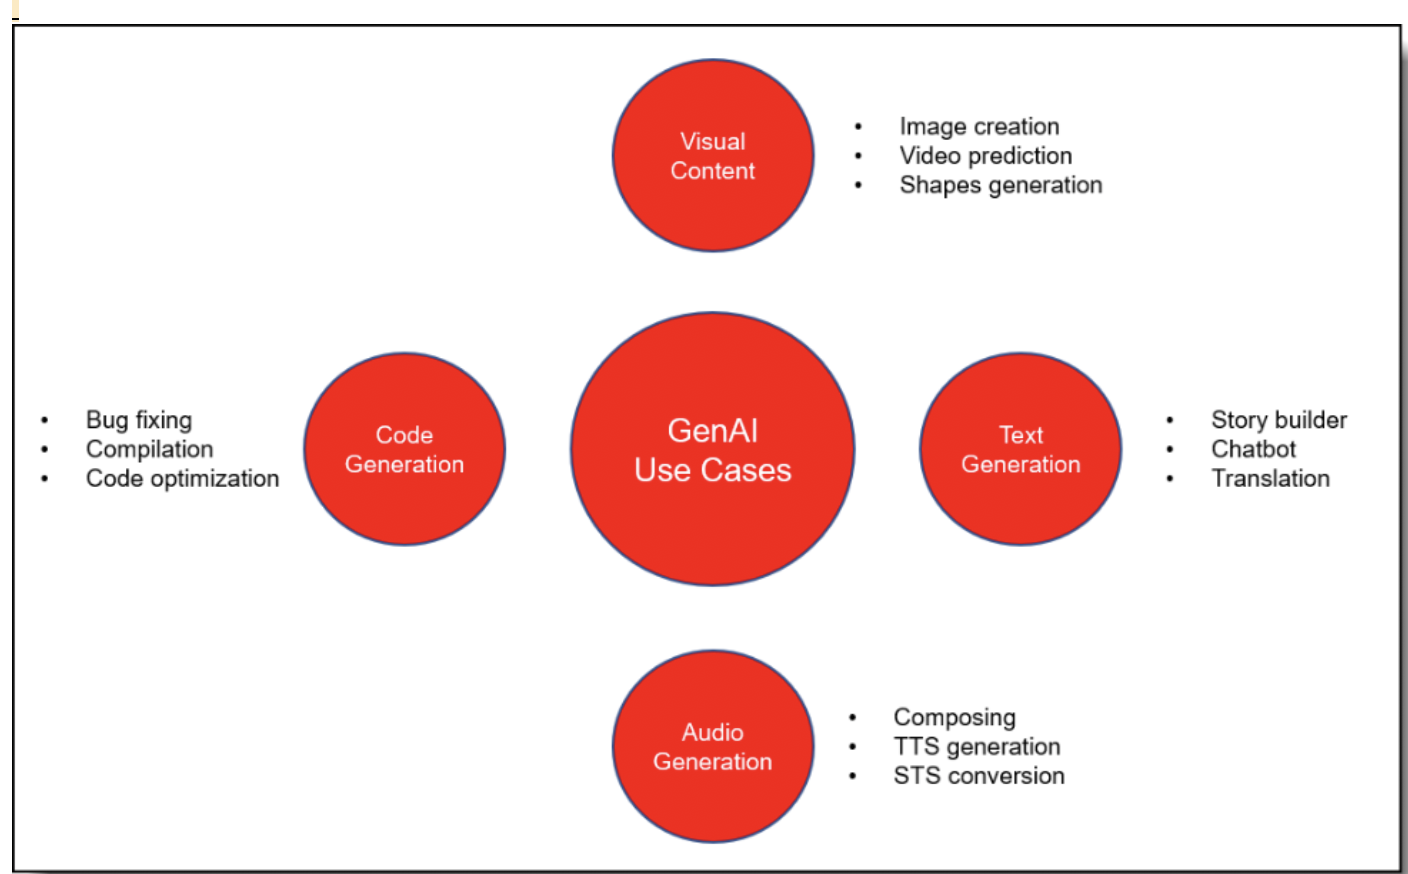 Visual
Content
Image creation
Video prediction
Shapes generation
Bug fixing
Compilation
Code optimization
Code
Generation
GenAI
Use Cases
Text
Generation
Story builder
Chatbot
Translation
Audio
Generation
Composing
TTS generation
STS conversion